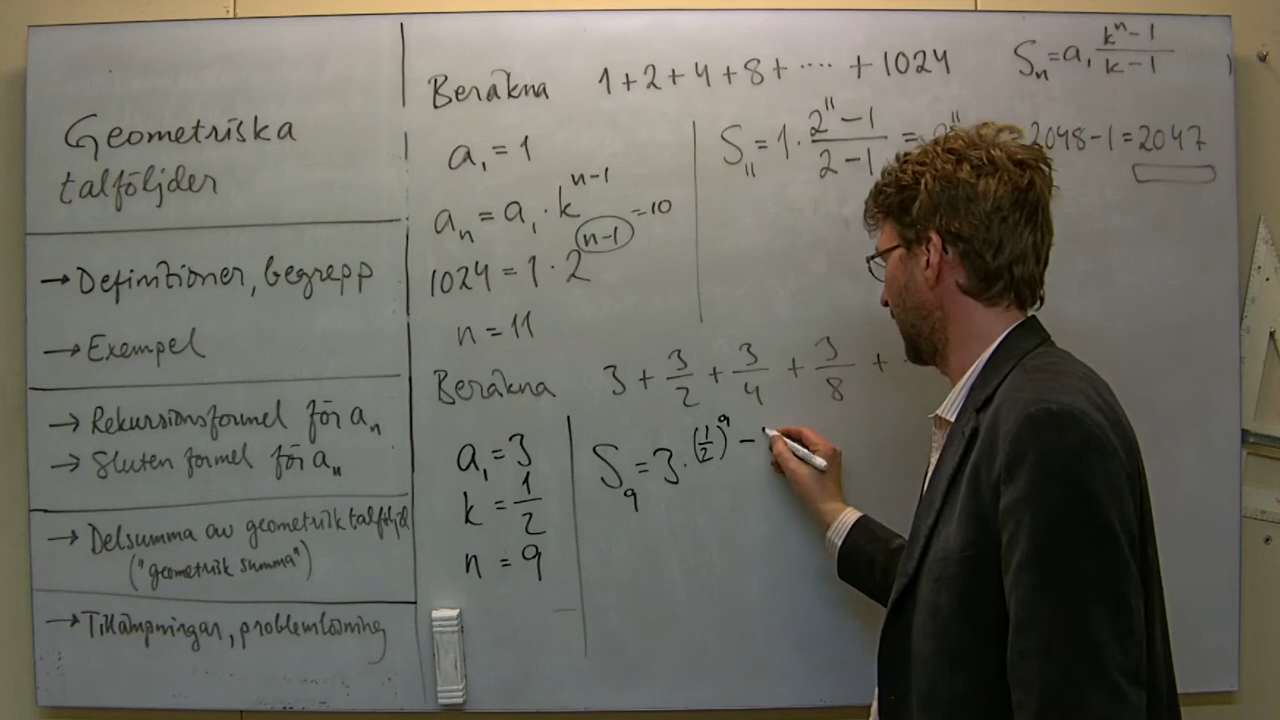 Geometriska
talföljder
→ Definitioner, begrepp
→ Exempel
→ Rekursionsformel för aₙ
→ Sluten formel för aₙ
→ Delsumma av geometrisk talföljd
("geometrisk summa")
→ Tillämpningar, problemlösning
Beräkna 1+2+4+8+ ···· + 1024
Sₙ = a₁ (kⁿ-1)/(k-1)
a₁ = 1
aₙ = a₁ · kⁿ⁻¹
1024 = 1 · 2ⁿ⁻¹ =10
n = 11
S₁₁ = 1 · (2¹¹-1)/(2-1) = 2¹¹ = 2048-1 = 2047
Beräkna 3 + 3/2 + 3/4 + 3/8 +
a₁ = 3
k = 1/2
n = 9
S₉ = 3 · (1/2)⁹ -